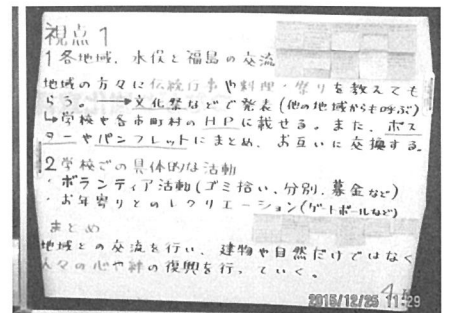 視点1
1 各地域、水俣と福島の交流
地域の方々に伝統行事や料理・祭りを教えても
らう。→文化祭などで発表(他の地域からも呼ぶ)
↳学校や各市町村のHPに載せる。また、ポス
ターやパンフレットにまとめ、お互いに交換する。
2 学校での具体的な活動
・ボランティア活動(ゴミ拾い、分別、募金など)
・お年寄りとのレクリエーション(ゲートボールなど)
まとめ
地域との交流を行い、建物や自然だけではなく
人々の心や絆の復興を行っていく。
2015/12/25 11:29